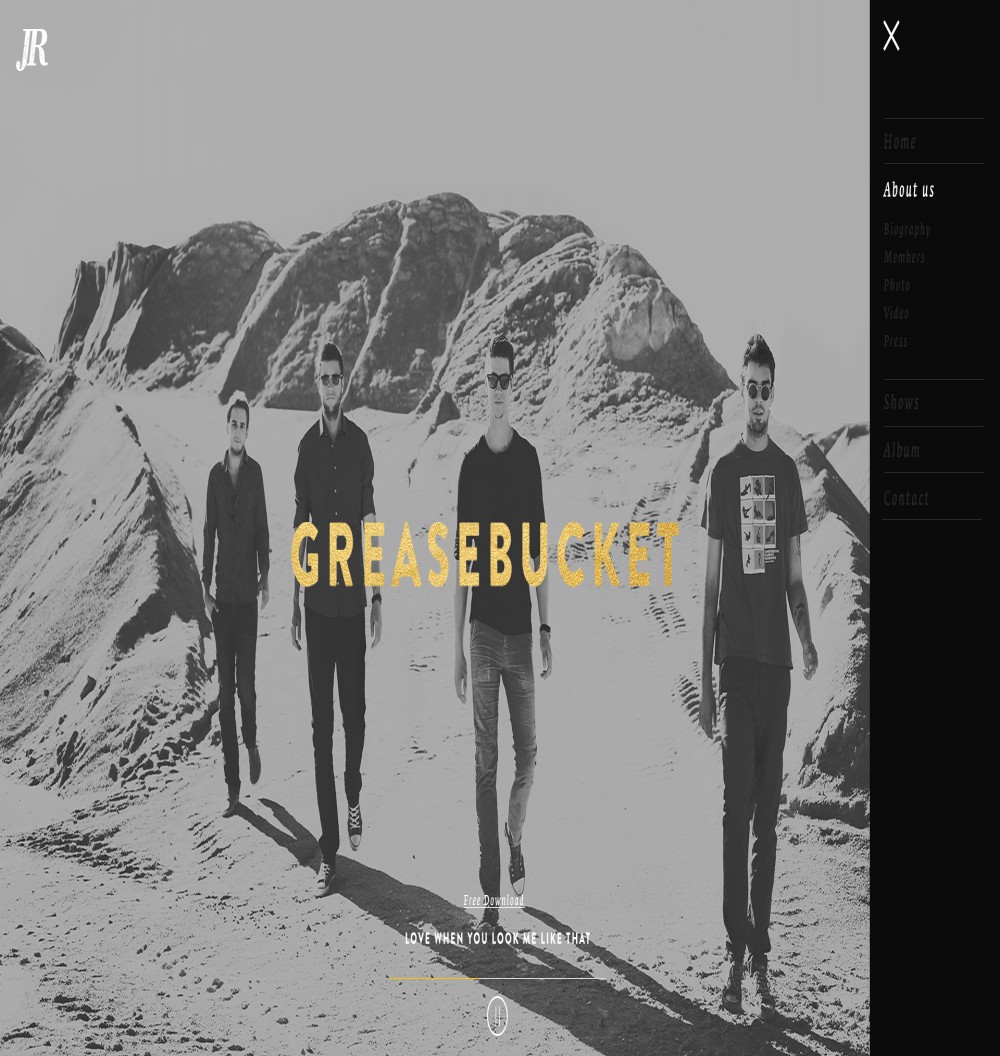 JR
X
Home
About us
Biography
Members
Photo
Video
Press
Shows
Album
Contact
GREASEBUCKET
Free Download
LOVE WHEN YOU LOOK ME LIKE THAT